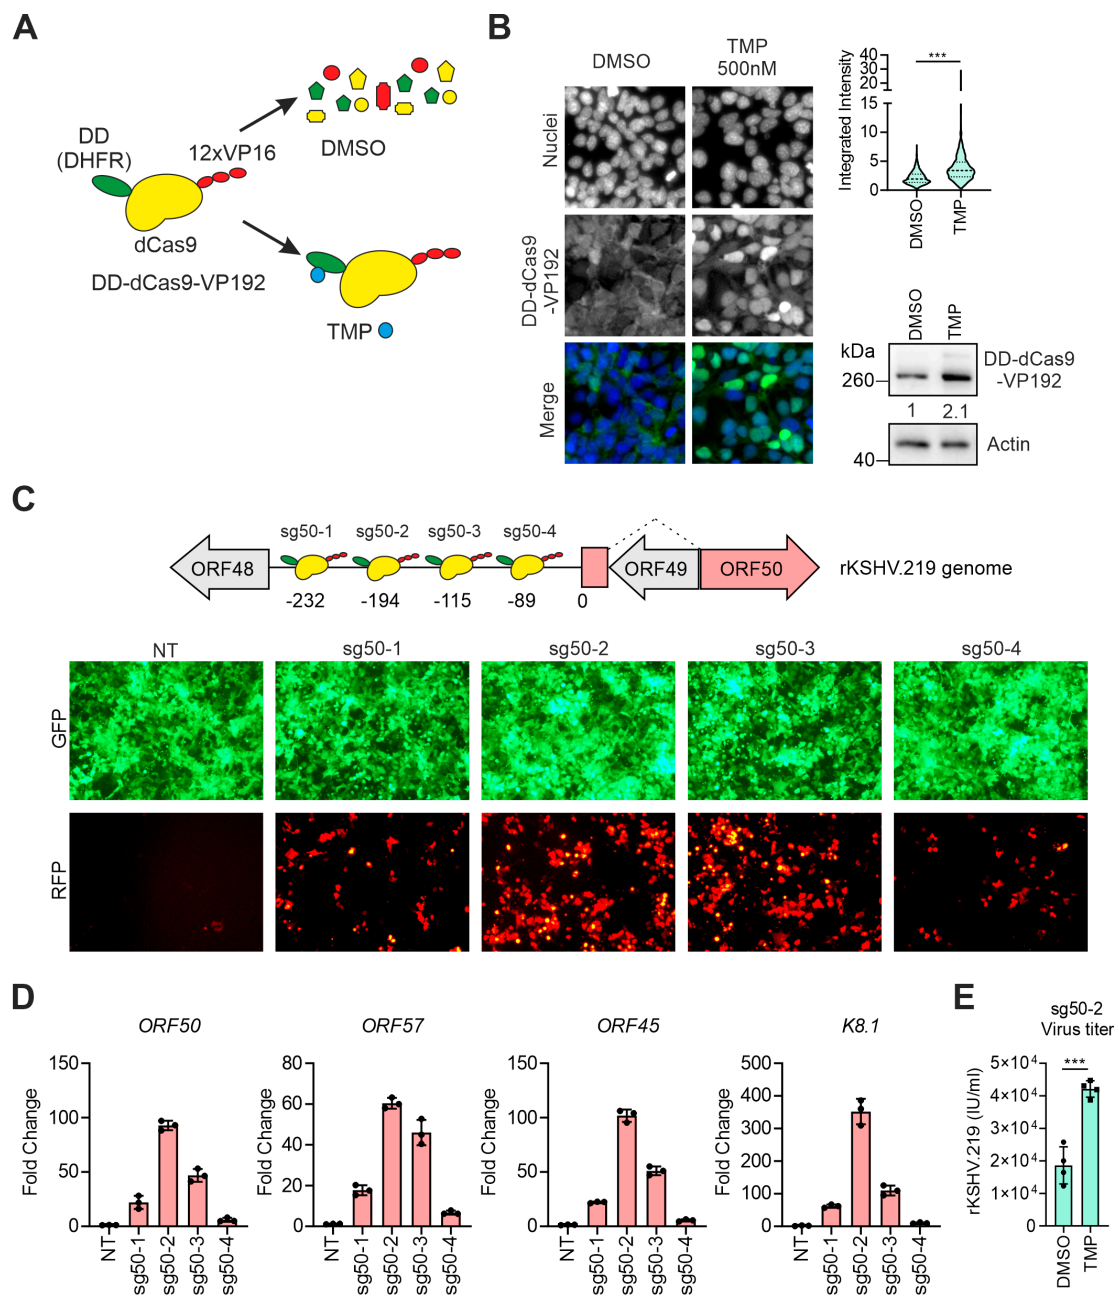 A
DD
(DHFR)
12xVP16
dCas9
DD-dCas9-VP192
DMSO
TMP
B
DMSO
TMP
500nM
Nuclei
DD-dCas9
-VP192
Merge
Integrated Intensity
40
30
20
15
10
5
0
***
DMSO
TMP
DMSO
TMP
kDa
260
DD-dCas9
-VP192
1
2.1
40
Actin
C
sg50-1
sg50-2
sg50-3
sg50-4
ORF48
ORF49
ORF50
rKSHV.219 genome
-232
-194
-115
-89
0
NT
sg50-1
sg50-2
sg50-3
sg50-4
GFP
RFP
D
ORF50
Fold Change
150
100
50
0
NT
sg50-1
sg50-2
sg50-3
sg50-4
ORF57
Fold Change
80
60
40
20
0
NT
sg50-1
sg50-2
sg50-3
sg50-4
ORF45
Fold Change
150
100
50
0
NT
sg50-1
sg50-2
sg50-3
sg50-4
K8.1
Fold Change
500
400
300
200
100
0
NT
sg50-1
sg50-2
sg50-3
sg50-4
E
sg50-2
Virus titer
rKSHV.219 (IU/ml)
5×10⁴
4×10⁴
3×10⁴
2×10⁴
1×10⁴
0
***
DMSO
TMP